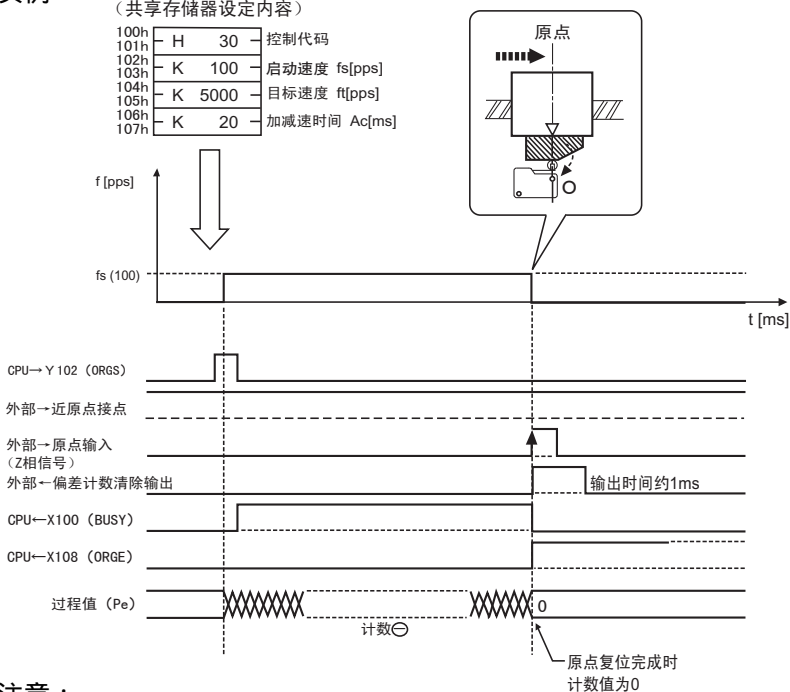 （共享存储器设定内容）
100h
101h H 30 控制代码
102h
103h K 100 启动速度 fs[pps]
104h
105h K 5000 目标速度 ft[pps]
106h
107h K 20 加减速时间 Ac[ms]
原点
f [pps]
fs (100)
t [ms]
CPU→Y102（ORGS）
外部→近原点接点
外部→原点输入
（Z相信号）
外部←偏差计数清除输出
输出时间约1ms
CPU←X100（BUSY）
CPU←X108（ORGE）
过程值（Pe）
0
计数⊖
原点复位完成时
计数值为0